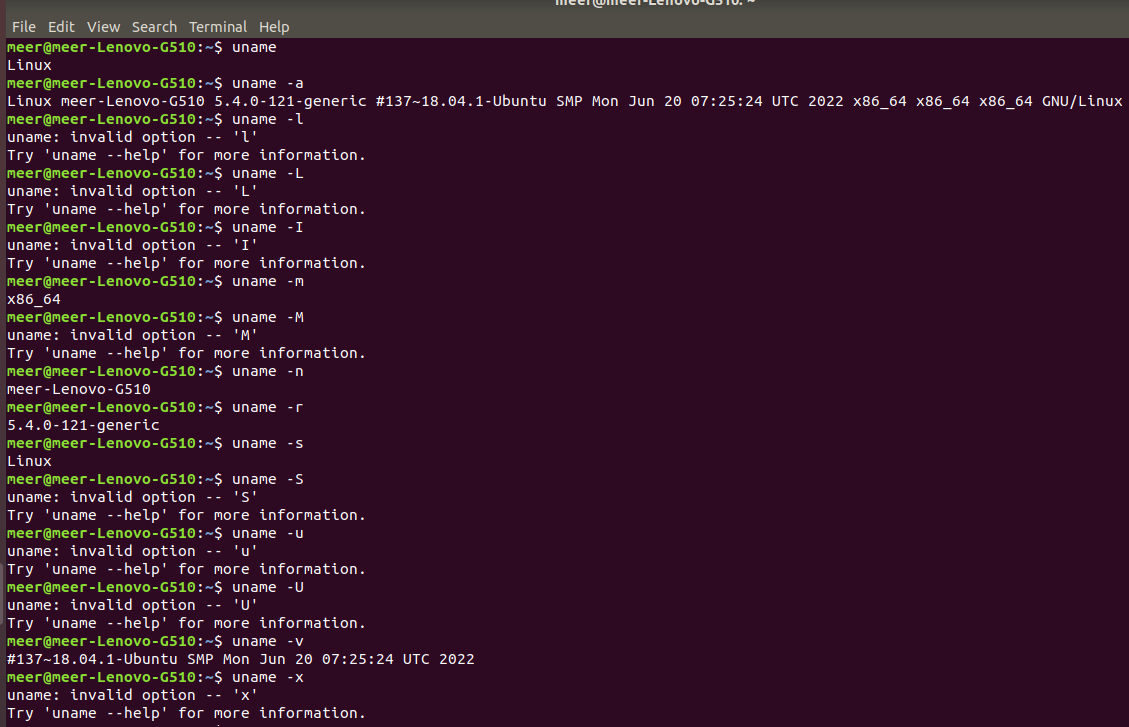 meer@meer-Lenovo-G510: ~
File Edit View Search Terminal Help
meer@meer-Lenovo-G510:~$ uname
Linux
meer@meer-Lenovo-G510:~$ uname -a
Linux meer-Lenovo-G510 5.4.0-121-generic #137~18.04.1-Ubuntu SMP Mon Jun 20 07:25:24 UTC 2022 x86_64 x86_64 x86_64 GNU/Linux
meer@meer-Lenovo-G510:~$ uname -l
uname: invalid option -- 'l'
Try 'uname --help' for more information.
meer@meer-Lenovo-G510:~$ uname -L
uname: invalid option -- 'L'
Try 'uname --help' for more information.
meer@meer-Lenovo-G510:~$ uname -I
uname: invalid option -- 'I'
Try 'uname --help' for more information.
meer@meer-Lenovo-G510:~$ uname -m
x86_64
meer@meer-Lenovo-G510:~$ uname -M
uname: invalid option -- 'M'
Try 'uname --help' for more information.
meer@meer-Lenovo-G510:~$ uname -n
meer-Lenovo-G510
meer@meer-Lenovo-G510:~$ uname -r
5.4.0-121-generic
meer@meer-Lenovo-G510:~$ uname -s
Linux
meer@meer-Lenovo-G510:~$ uname -S
uname: invalid option -- 'S'
Try 'uname --help' for more information.
meer@meer-Lenovo-G510:~$ uname -u
uname: invalid option -- 'u'
Try 'uname --help' for more information.
meer@meer-Lenovo-G510:~$ uname -U
uname: invalid option -- 'U'
Try 'uname --help' for more information.
meer@meer-Lenovo-G510:~$ uname -v
#137~18.04.1-Ubuntu SMP Mon Jun 20 07:25:24 UTC 2022
meer@meer-Lenovo-G510:~$ uname -x
uname: invalid option -- 'x'
Try 'uname --help' for more information.